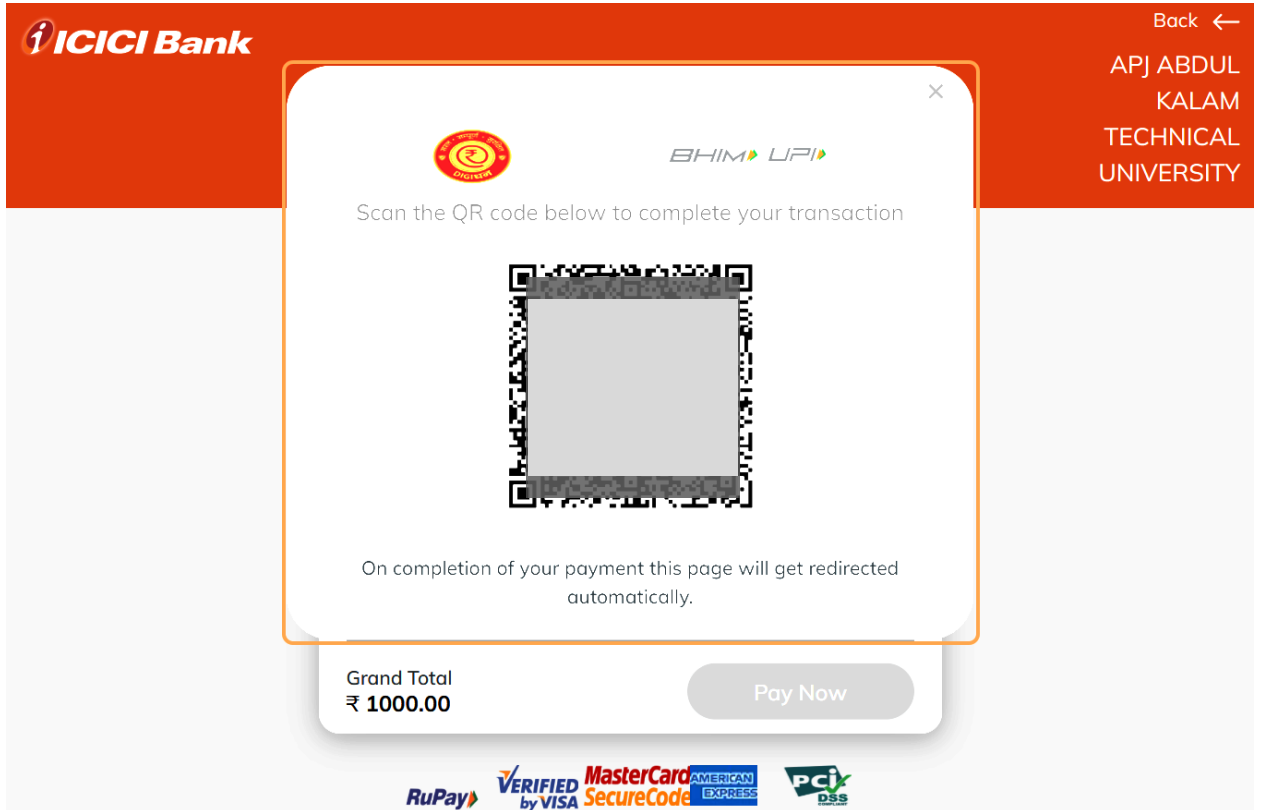 ICICI Bank
Back
APJ ABDUL
KALAM
TECHNICAL
UNIVERSITY
BHIM UPI
Scan the QR code below to complete your transaction
On completion of your payment this page will get redirected
automatically.
Grand Total
₹ 1000.00
Pay Now
RuPay
VERIFIED
by VISA
MasterCard
SecureCode
AMERICAN
EXPRESS
PCI
DSS